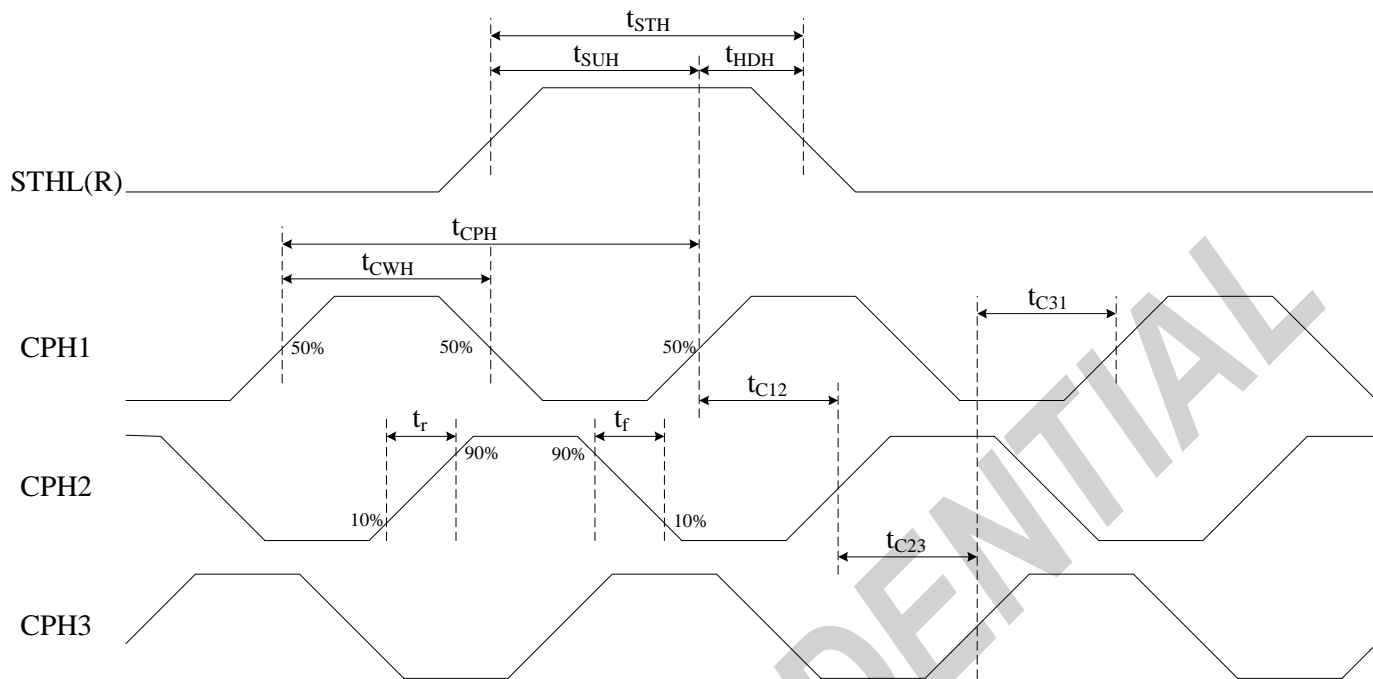 tSTH
tSUH tHDH
STHL(R)
tCPH
tCWH
tC31
CPH1 50% 50% 50%
tC12
tr tf
90% 90%
CPH2
10% 10%
tC23
CPH3
DENTIAL